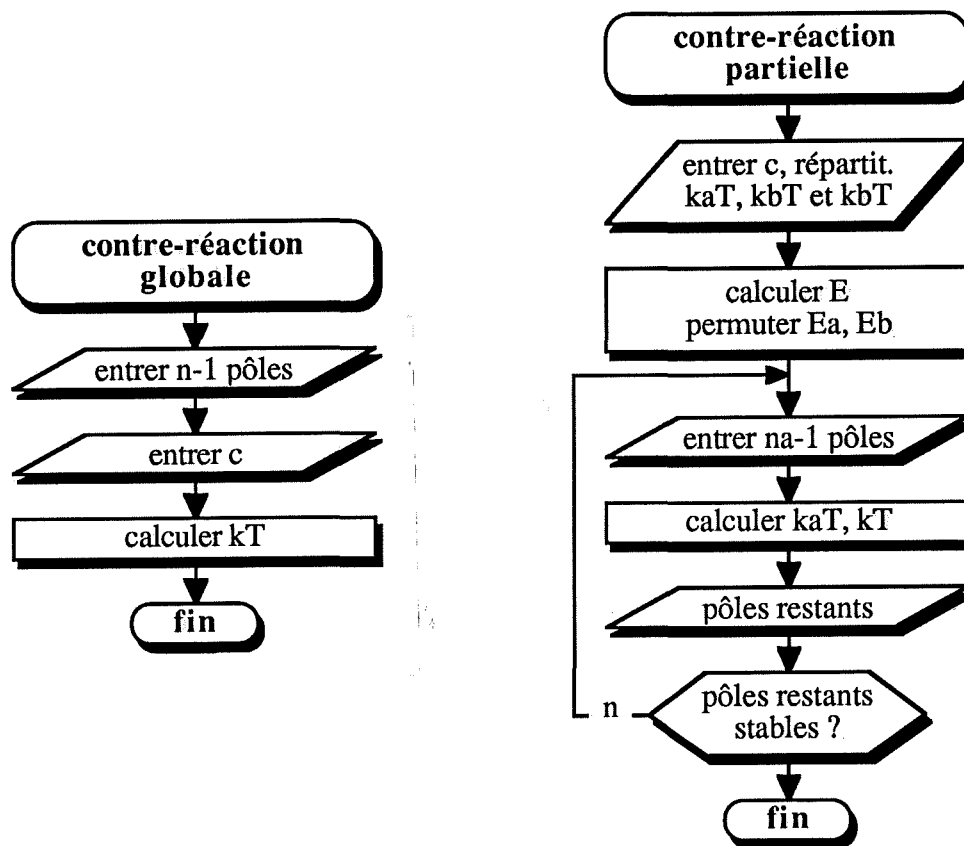 contre-réaction
globale
entrer n-1 pôles
entrer c
calculer kT
fin
contre-réaction
partielle
entrer c, répartit.
kaT, kbT et kbT
calculer E
permuter Ea, Eb
entrer na-1 pôles
calculer kaT, kT
pôles restants
pôles restants
stables ?
n
fin